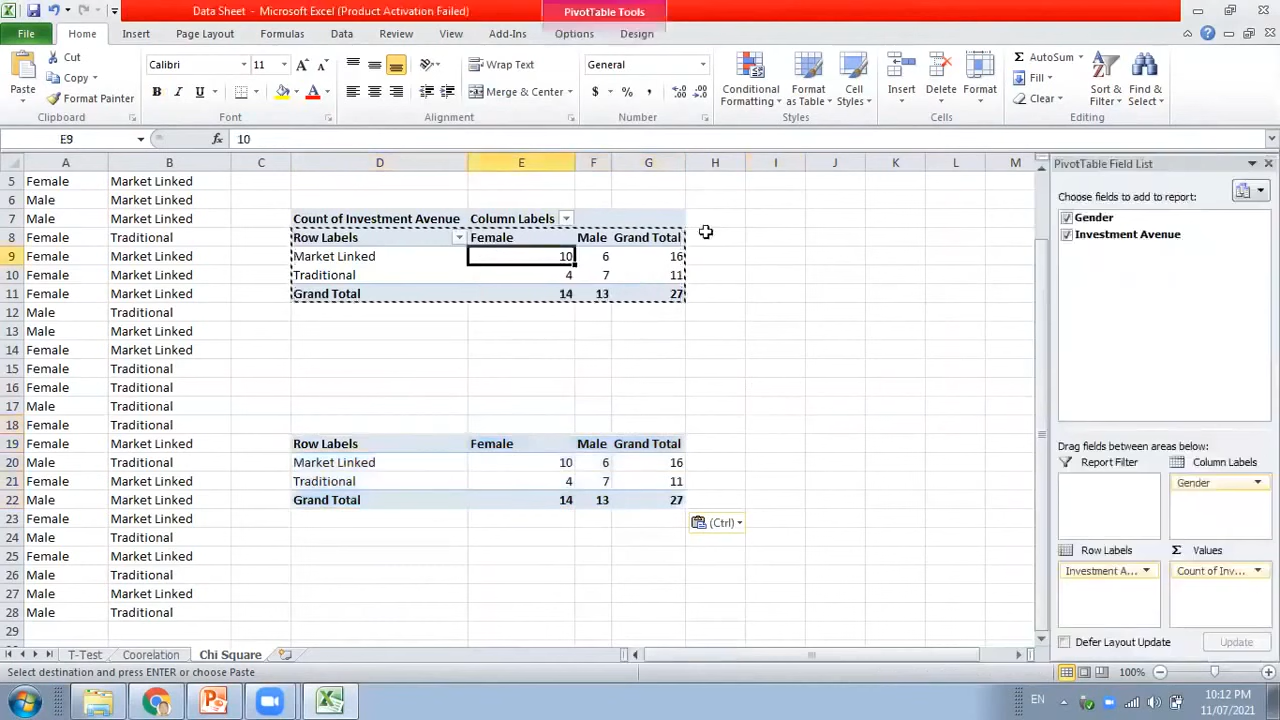 Data Sheet - Microsoft Excel (Product Activation Failed)
PivotTable Tools
File Home Insert Page Layout Formulas Data Review View Add-Ins Options Design
Paste
Cut
Copy
Format Painter
Clipboard
Calibri 11
B I U
Font
Wrap Text
Merge & Center
Alignment
General
$ % ,
Number
Conditional Formatting
Format as Table
Cell Styles
Styles
Insert
Delete
Format
Cells
AutoSum
Fill
Clear
Sort & Filter
Find & Select
Editing
E9 fx 10
A B C D E F G H I J K L M
5 Female Market Linked
6 Male Market Linked
7 Male Market Linked Count of Investment Avenue Column Labels
8 Female Traditional Row Labels Female Male Grand Total
9 Female Market Linked Market Linked 10 6 16
10 Female Market Linked Traditional 4 7 11
11 Female Market Linked Grand Total 14 13 27
12 Male Traditional
13 Male Market Linked
14 Female Market Linked
15 Female Traditional
16 Female Traditional
17 Male Traditional
18 Female Traditional
19 Female Market Linked Row Labels Female Male Grand Total
20 Male Traditional Market Linked 10 6 16
21 Female Market Linked Traditional 4 7 11
22 Male Market Linked Grand Total 14 13 27
23 Female Market Linked
(Ctrl)
24 Male Traditional
25 Female Market Linked
26 Male Traditional
27 Male Market Linked
28 Male Traditional
29
PivotTable Field List
Choose fields to add to report:
Gender
Investment Avenue
Drag fields between areas below:
Report Filter
Column Labels
Gender
Row Labels
Σ Values
Investment A...
Count of Inv...
Defer Layout Update Update
T-Test Coorelation Chi Square
Select destination and press ENTER or choose Paste
100%
EN
10:12 PM
11/07/2021